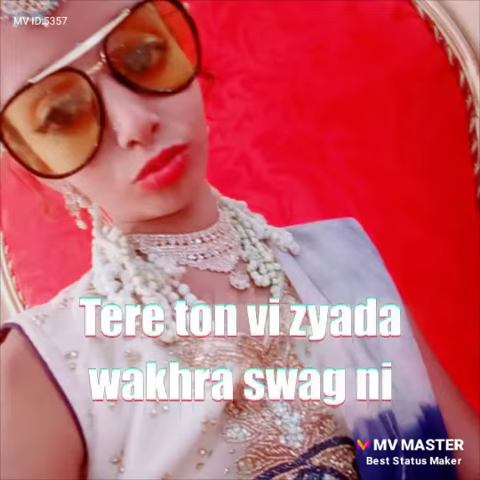 MV ID:5357
Tere ton vi zyada
wakhra swag ni
MV MASTER
Best Status Maker